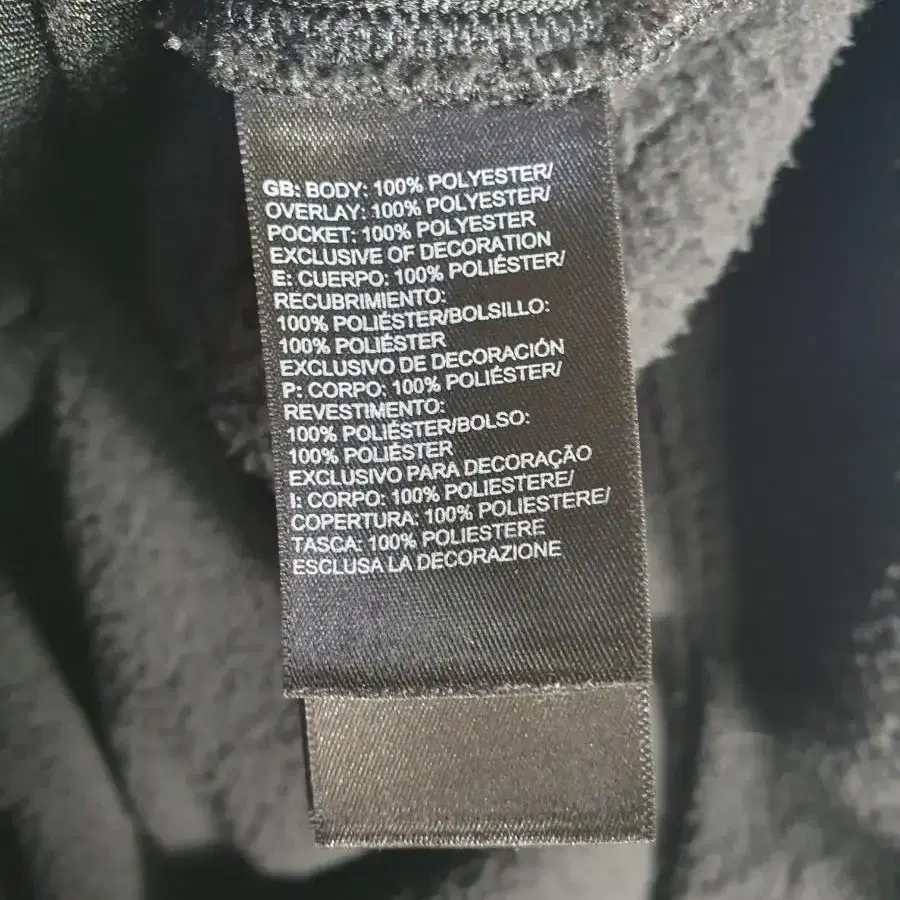 GB: BODY: 100% POLYESTER/
OVERLAY: 100% POLYESTER/
POCKET: 100% POLYESTER
EXCLUSIVE OF DECORATION
E: CUERPO: 100% POLIÉSTER/
RECUBRIMIENTO:
100% POLIÉSTER/BOLSILLO:
100% POLIÉSTER
EXCLUSIVO DE DECORACIÓN
P: CORPO: 100% POLIÉSTER/
REVESTIMENTO:
100% POLIÉSTER/BOLSO:
100% POLIÉSTER
EXCLUSIVO PARA DECORAÇÃO
I: CORPO: 100% POLIESTERE/
COPERTURA: 100% POLIESTERE/
TASCA: 100% POLIESTERE
ESCLUSA LA DECORAZIONE